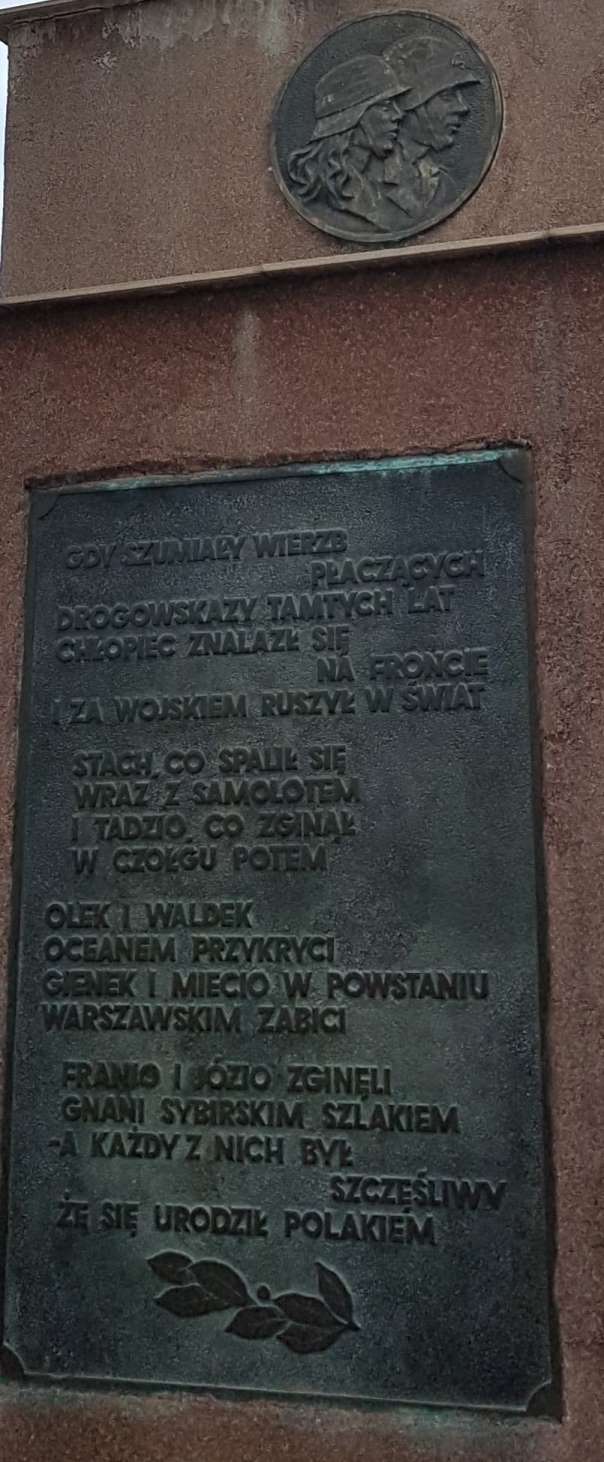 GDY SZUMIAŁY WIERZB
PŁACZĄCYCH
DROGOWSKAZY TAMTYCH LAT
CHŁOPIEC ZNALAZŁ SIĘ
NA FROŃCIE
I ZA WOJSKIEM RUSZYŁ W ŚWIAT
STACH, CO SPALIŁ SIĘ
WRAZ Z SAMOLOTEM
I TADZIO, CO ZGINĄŁ
W CZOŁGU POTEM
OLEK I WALDEK
OCEANEM PRZYKRYCI
GIENEK I MIECIO W POWSTANIU
WARSZAWSKIM ZABICI
FRANIO I JÓZIO ZGINĘLI
GNANI SYBIRSKIM SZLAKIEM
-A KAŻDY Z NICH BYŁ
SZCZĘŚLIWY
ŻE SIĘ URODZIŁ POLAKIEM